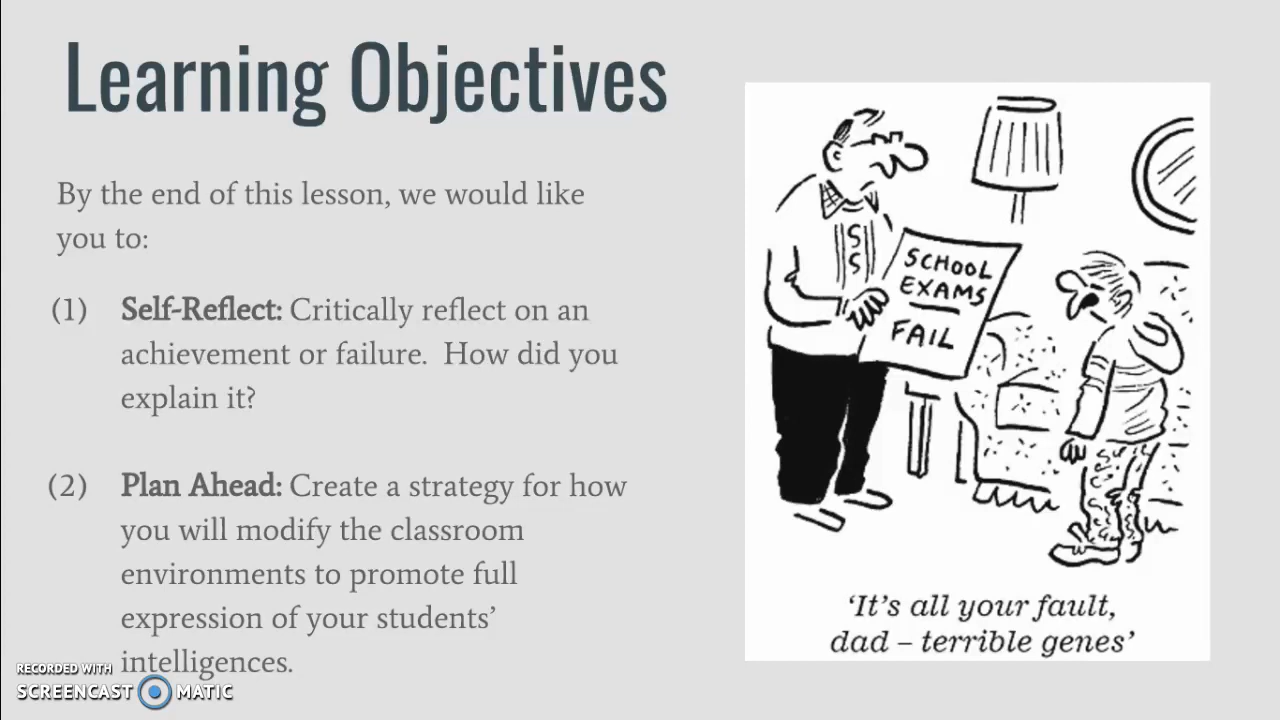 Learning Objectives
By the end of this lesson, we would like
you to:
(1) Self-Reflect: Critically reflect on an
achievement or failure.  How did you
explain it?
(2) Plan Ahead: Create a strategy for how
you will modify the classroom
environments to promote full
expression of your students’
intelligences.
SCHOOL
EXAMS
FAIL
‘It’s all your fault,
dad – terrible genes’
RECORDED WITH
SCREENCAST MATIC